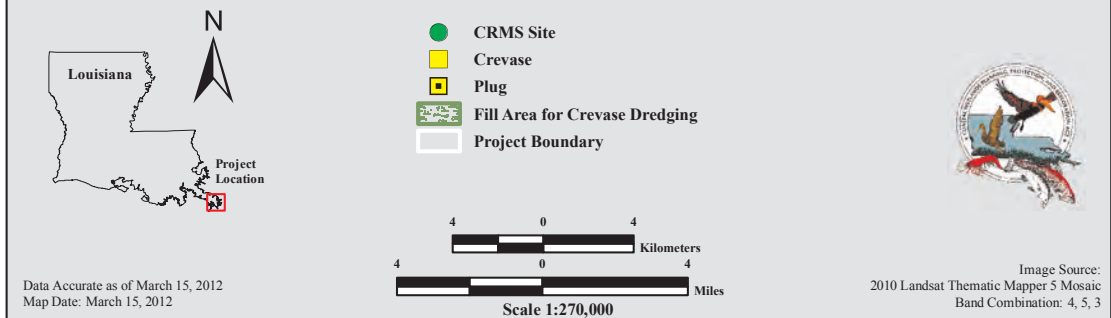 N
Louisiana
Project
Location
CRMS Site
Crevase
Plug
Fill Area for Crevase Dredging
Project Boundary
4 0 4
Kilometers
4 0 4
Miles
Scale 1:270,000
Data Accurate as of March 15, 2012
Map Date: March 15, 2012
Image Source:
2010 Landsat Thematic Mapper 5 Mosaic
Band Combination: 4, 5, 3